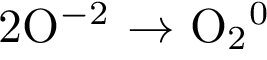 2O⁻² → O₂⁰